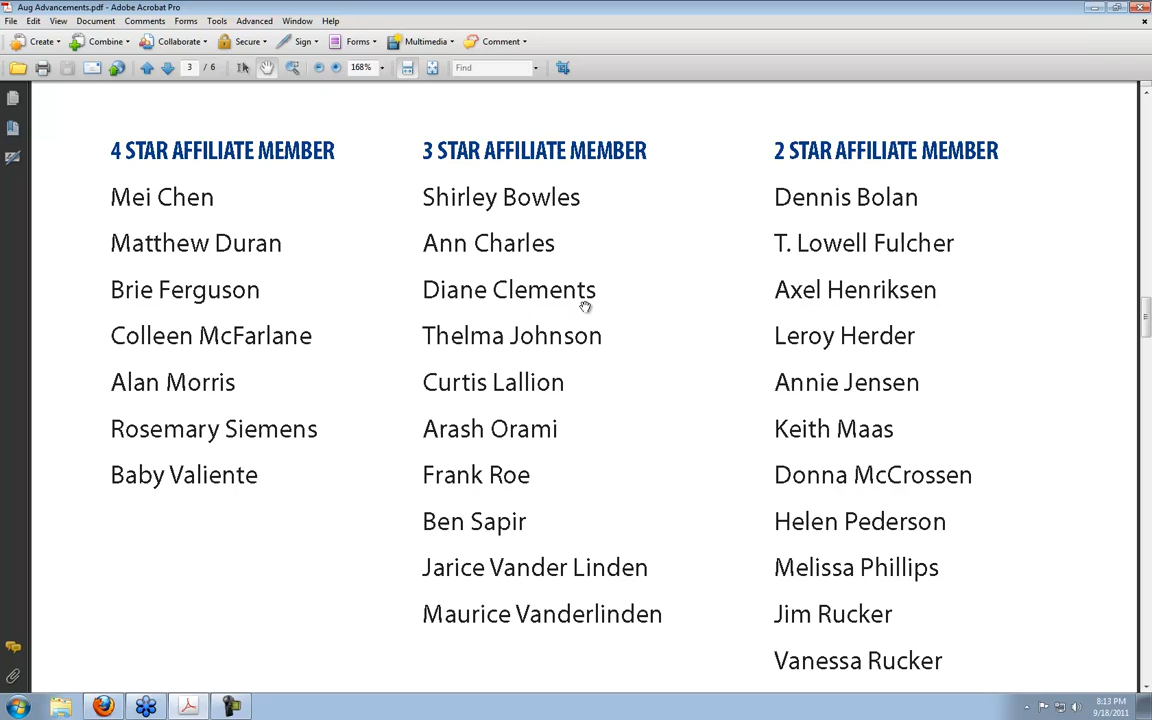 Aug Advancements.pdf - Adobe Acrobat Pro
File Edit View Document Comments Forms Tools Advanced Window Help
Create Combine Collaborate Secure Sign Forms Multimedia Comment
3 / 6 168% Find
4 STAR AFFILIATE MEMBER
Mei Chen
Matthew Duran
Brie Ferguson
Colleen McFarlane
Alan Morris
Rosemary Siemens
Baby Valiente
3 STAR AFFILIATE MEMBER
Shirley Bowles
Ann Charles
Diane Clements
Thelma Johnson
Curtis Lallion
Arash Orami
Frank Roe
Ben Sapir
Jarice Vander Linden
Maurice Vanderlinden
2 STAR AFFILIATE MEMBER
Dennis Bolan
T. Lowell Fulcher
Axel Henriksen
Leroy Herder
Annie Jensen
Keith Maas
Donna McCrossen
Helen Pederson
Melissa Phillips
Jim Rucker
Vanessa Rucker
8:13 PM
9/18/2011